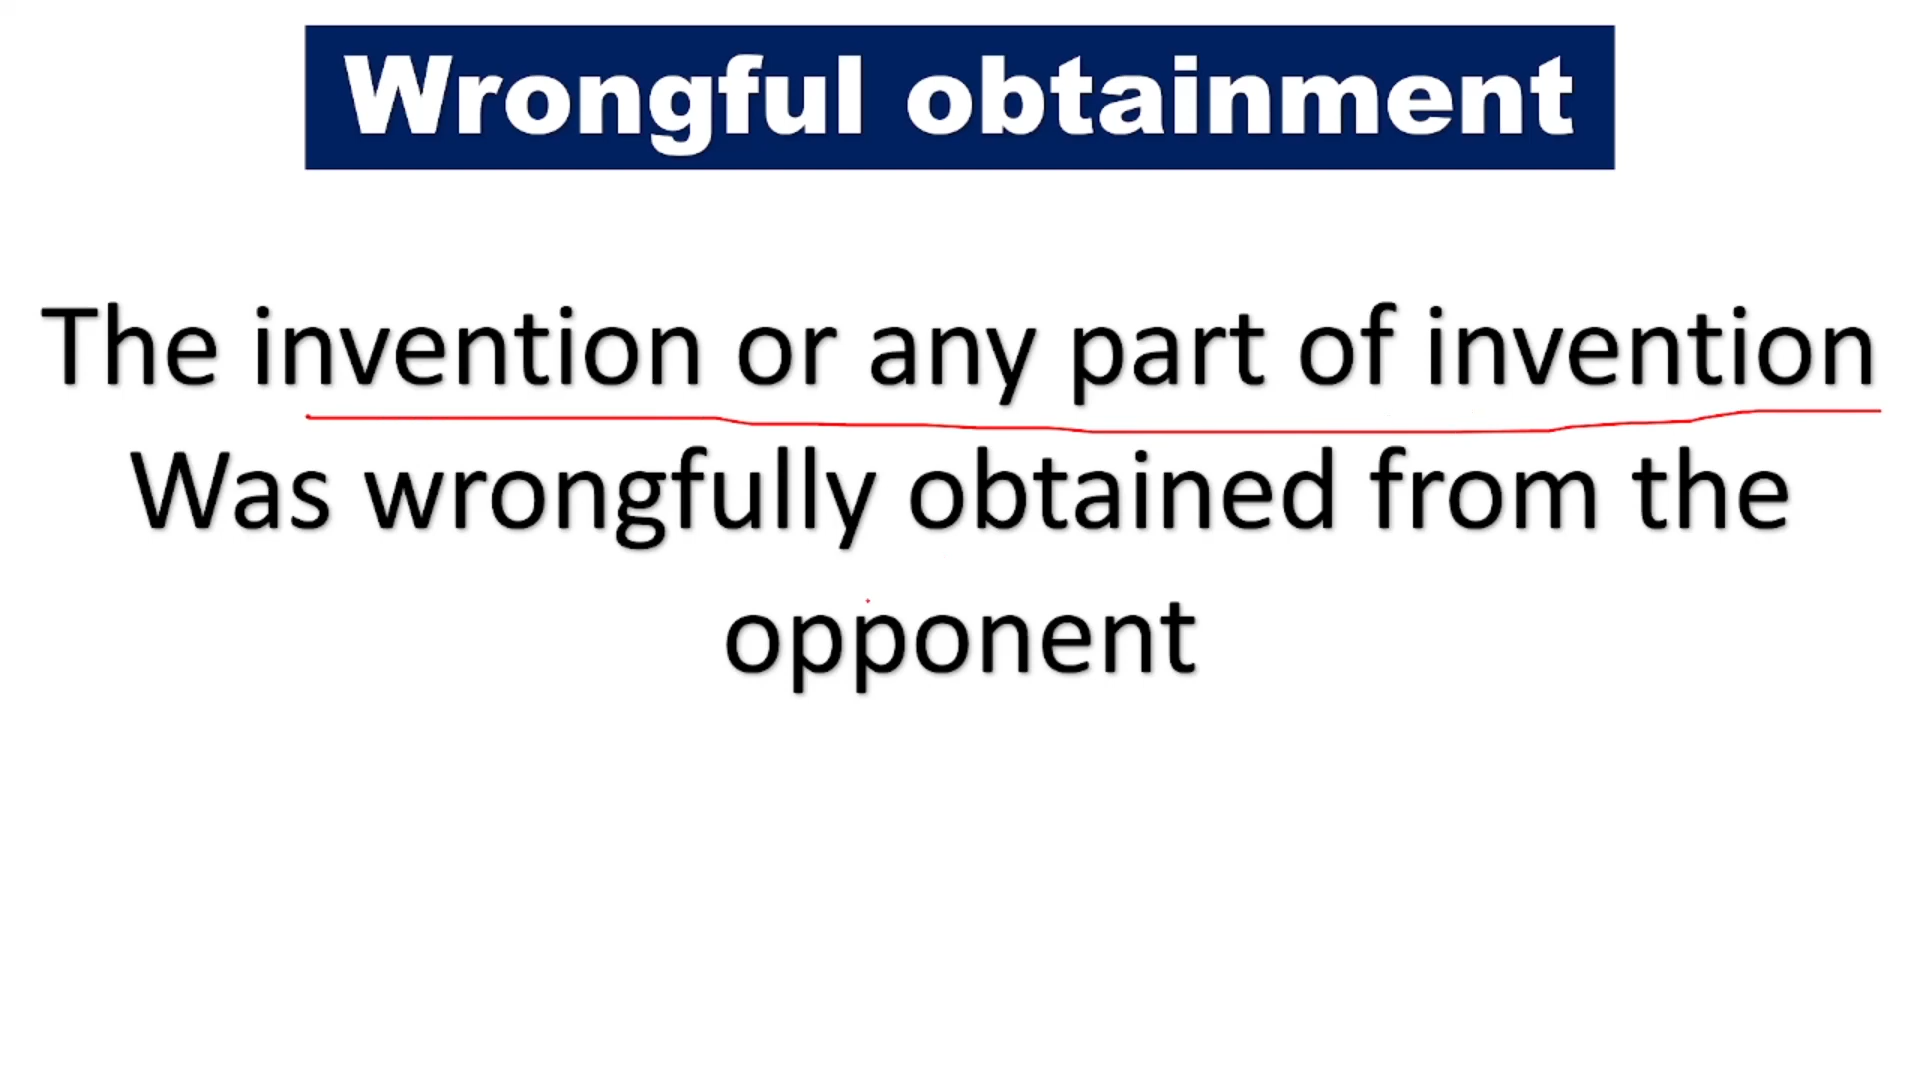 Wrongful obtainment
The invention or any part of invention
Was wrongfully obtained from the
opponent